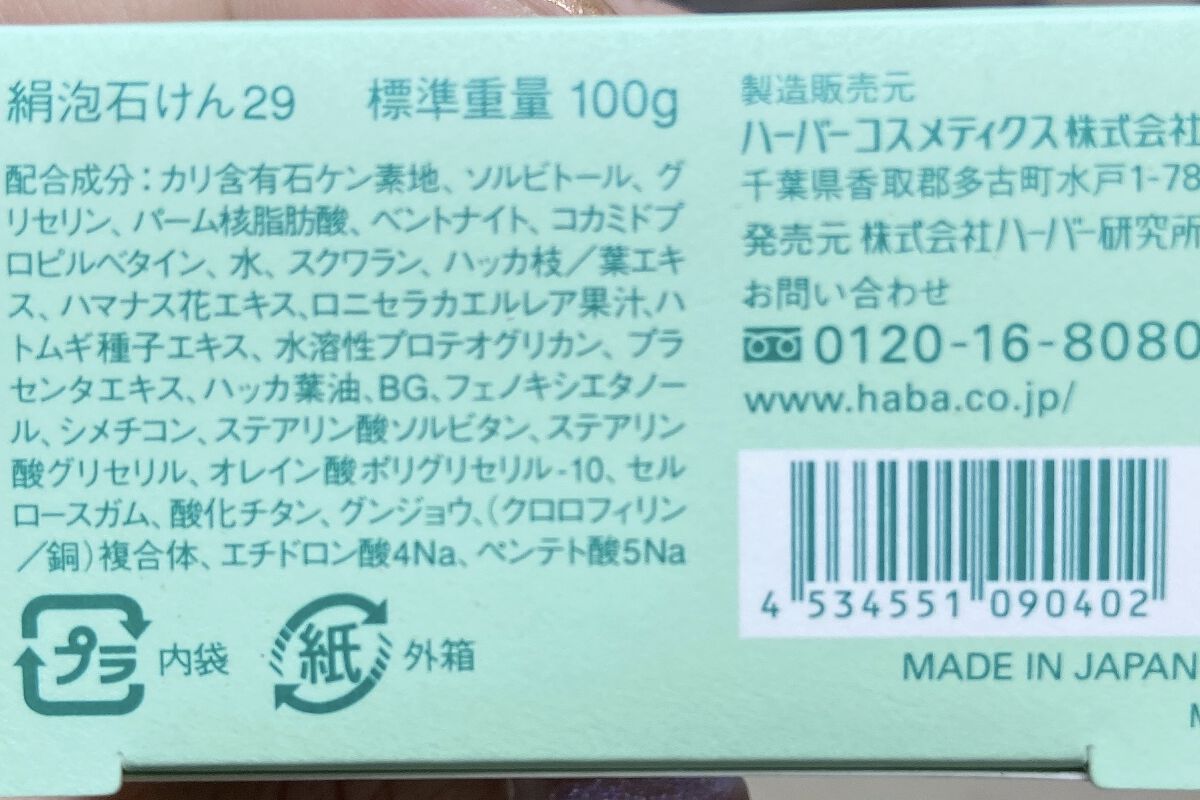 絹泡石けん29　標準重量 100g
配合成分：カリ含有石ケン素地、ソルビトール、グ
リセリン、パーム核脂肪酸、ベントナイト、コカミドプ
ロピルベタイン、水、スクワラン、ハッカ枝／葉エキ
ス、ハマナス花エキス、ロニセラカエルレア果汁、ハ
トムギ種子エキス、水溶性プロテオグリカン、プラ
センタエキス、ハッカ葉油、BG、フェノキシエタノー
ル、シメチコン、ステアリン酸ソルビタン、ステアリン
酸グリセリル、オレイン酸ポリグリセリル-10、セル
ロースガム、酸化チタン、グンジョウ、（クロロフィリン
／銅）複合体、エチドロン酸4Na、ペンテト酸5Na
プラ 内袋 紙 外箱
製造販売元
ハーバーコスメティクス株式会社
千葉県香取郡多古町水戸1-78
発売元 株式会社ハーバー研究所
お問い合わせ
0120-16-8080
www.haba.co.jp/
4 534551 090402
MADE IN JAPAN